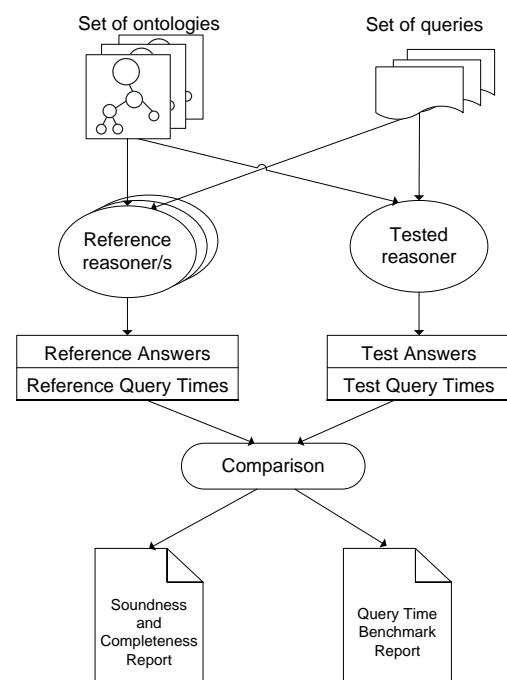 Set of ontologies
Set of queries
Reference
reasoner/s
Tested
reasoner
Reference Answers
Reference Query Times
Test Answers
Test Query Times
Comparison
Soundness
and
Completeness
Report
Query Time
Benchmark
Report